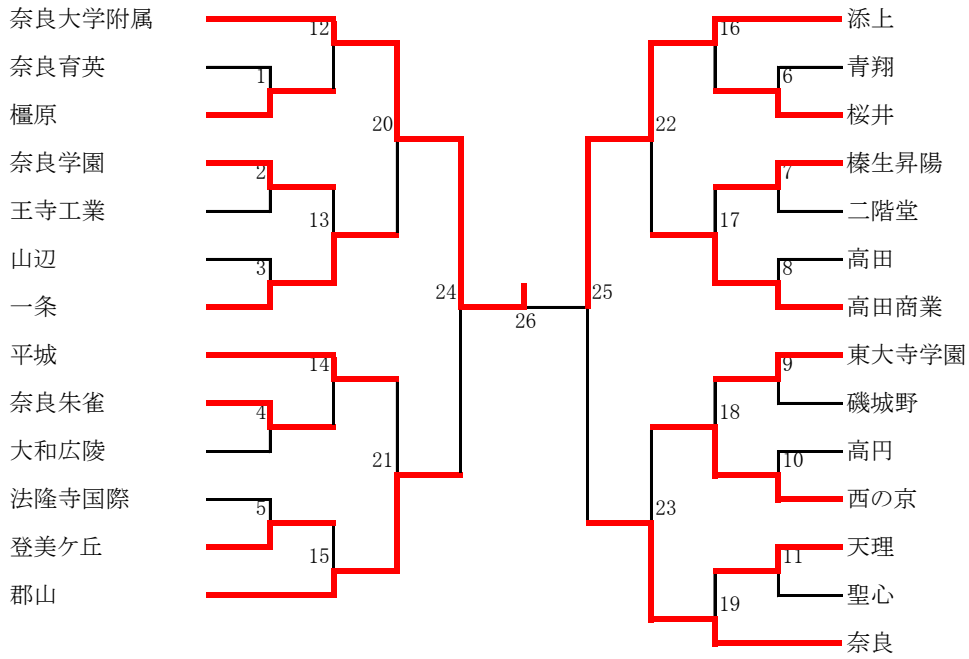 奈良大学附属
奈良育英
橿原
奈良学園
王寺工業
山辺
一条
平城
奈良朱雀
大和広陵
法隆寺国際
登美ケ丘
郡山
1
2
3
4
5
12
13
14
15
20
21
24
26
25
22
23
16
17
18
19
6
7
8
9
10
11
添上
青翔
桜井
榛生昇陽
二階堂
高田
高田商業
東大寺学園
磯城野
高円
西の京
天理
聖心
奈良